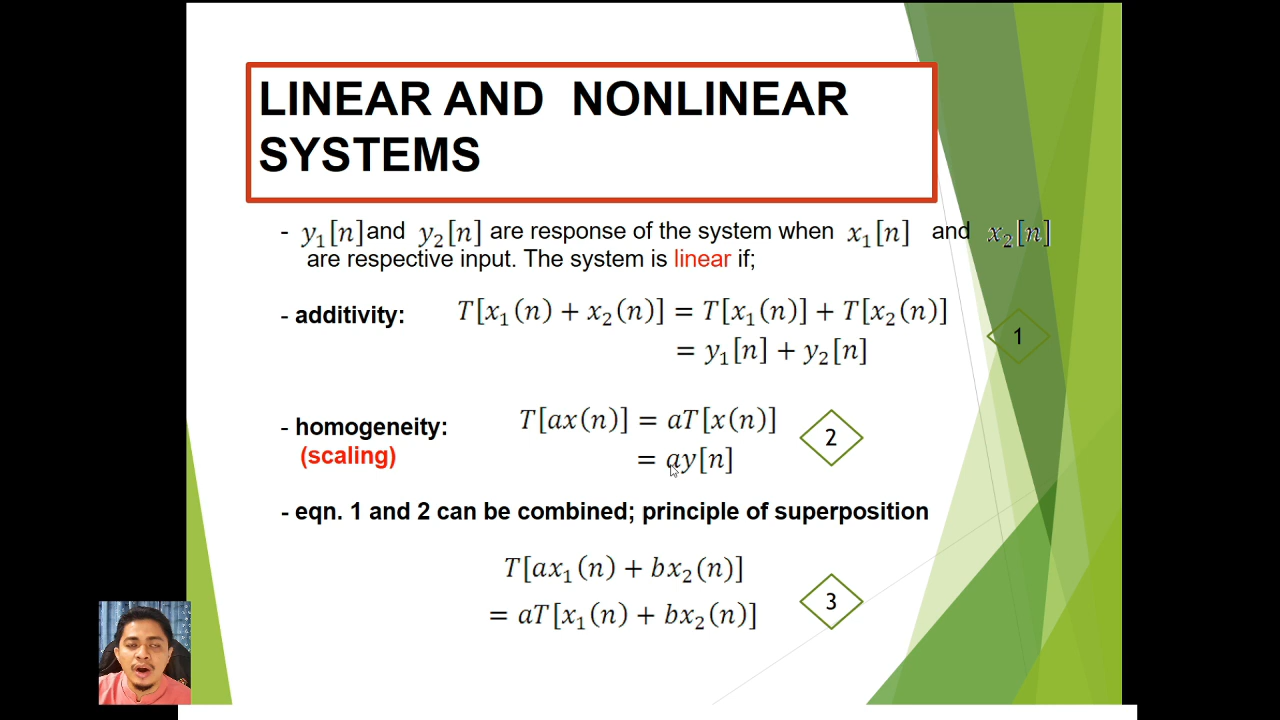 LINEAR AND NONLINEAR
SYSTEMS
- y₁[n] and y₂[n] are response of the system when x₁[n] and x₂[n]
are respective input. The system is linear if;
- additivity: T[x₁(n) + x₂(n)] = T[x₁(n)] + T[x₂(n)]
= y₁[n] + y₂[n]
1
- homogeneity: T[ax(n)] = aT[x(n)]
(scaling) = ay[n]
2
- eqn. 1 and 2 can be combined; principle of superposition
T[ax₁(n) + bx₂(n)]
= aT[x₁(n) + bx₂(n)]
3